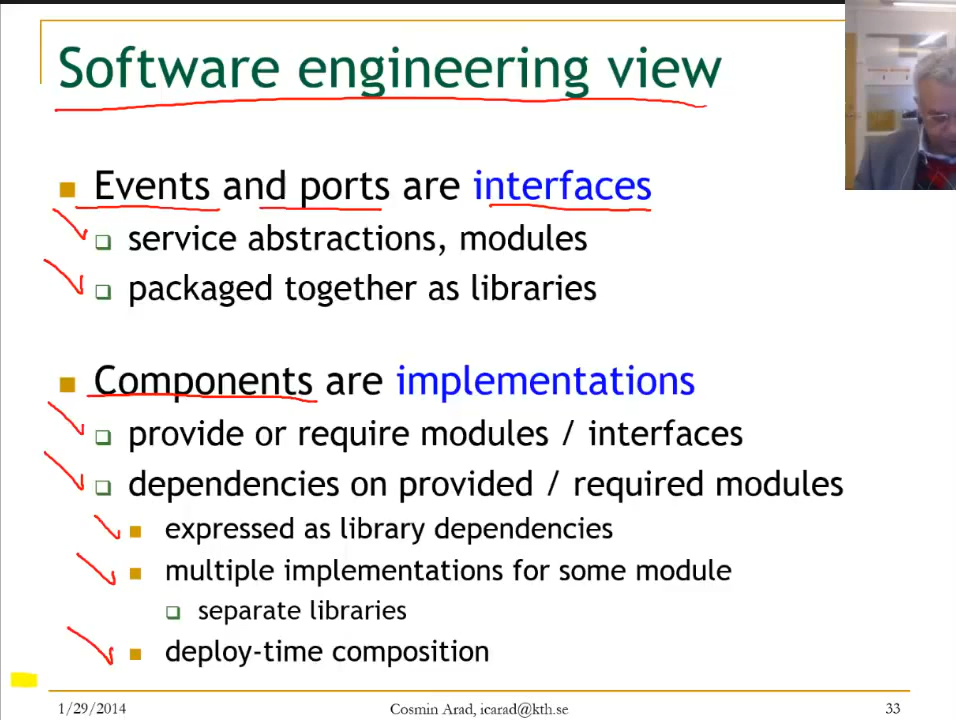 Software engineering view
Events and ports are interfaces
service abstractions, modules
packaged together as libraries
Components are implementations
provide or require modules / interfaces
dependencies on provided / required modules
expressed as library dependencies
multiple implementations for some module
separate libraries
deploy-time composition
1/29/2014
Cosmin Arad, icarad@kth.se
33